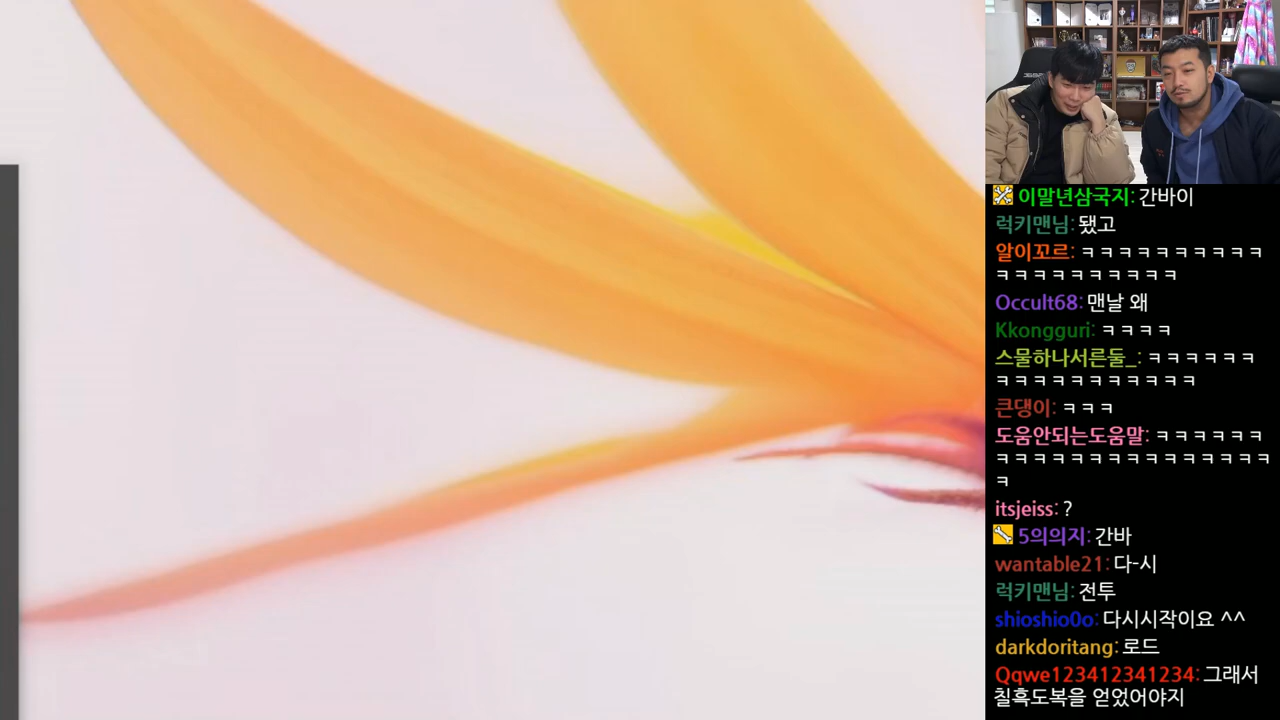 이말년삼국지: 간바이
럭키맨님: 됐고
알이꼬르: ㅋㅋㅋㅋㅋㅋㅋㅋㅋㅋ
ㅋㅋㅋㅋㅋㅋㅋㅋㅋㅋ
Occult68: 맨날 왜
Kkongguri: ㅋㅋㅋㅋ
스물하나서른둘_: ㅋㅋㅋㅋㅋㅋ
ㅋㅋㅋㅋㅋㅋㅋㅋㅋㅋㅋ
큰댕이: ㅋㅋㅋ
도움안되는도움말: ㅋㅋㅋㅋㅋㅋ
ㅋㅋㅋㅋㅋㅋㅋㅋㅋㅋㅋㅋㅋㅋㅋ
ㅋ
itsjeiss: ?
5의의지: 간바
wantable21: 다-시
럭키맨님: 전투
shioshio0o: 다시시작이요 ^^
darkdoritang: 로드
Qqwe123412341234: 그래서
칠흑도복을 얻었어야지